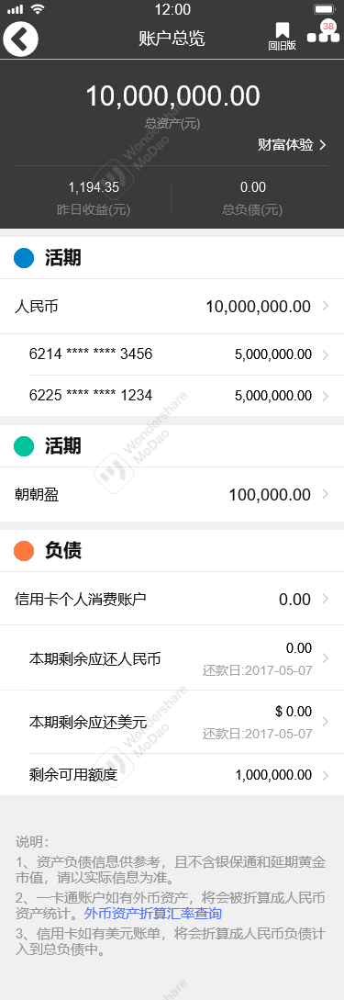 12:00
账户总览
回旧版
38
10,000,000.00
总资产(元)
财富体验
1,194.35
0.00
昨日收益(元)
总负债(元)
活期
人民币
10,000,000.00
6214 **** **** 3456
5,000,000.00
6225 **** **** 1234
5,000,000.00
活期
朝朝盈
100,000.00
负债
信用卡个人消费账户
0.00
本期剩余应还人民币
0.00
还款日:2017-05-07
本期剩余应还美元
$ 0.00
还款日:2017-05-07
剩余可用额度
1,000,000.00
说明：
1、资产负债信息供参考，且不含银保通和延期黄金
市值，请以实际信息为准。
2、一卡通账户如有外币资产，将会被折算成人民币
资产统计。外币资产折算汇率查询
3、信用卡如有美元账单，将会折算成人民币负债计
入到总负债中。
Wondershare
MoDao
Wondershare
MoDao
Wondershare
MoDao
Wondershare